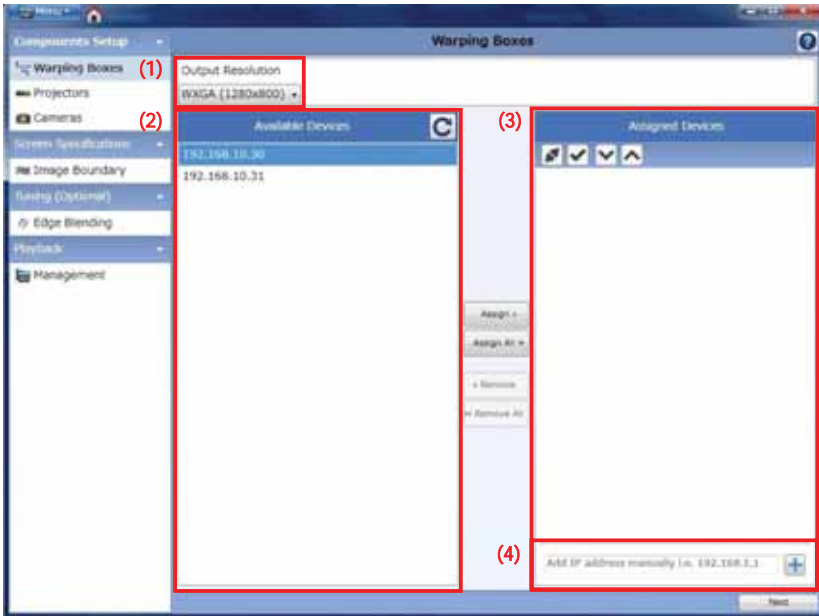 Menu
Components Setup
Warping Boxes
Warping Boxes
(1)
Output Resolution
Projectors
WXGA (1280x800)
Cameras
(2)
Available Devices
(3)
Assigned Devices
Screen Specifications
192.168.10.30
Image Boundary
192.168.10.31
Tuning (Optional)
Edge Blending
Playback
Management
Assign >
Assign All »
< Remove
« Remove All
(4)
Add IP address manually i.e. 192.168.1.1
Next